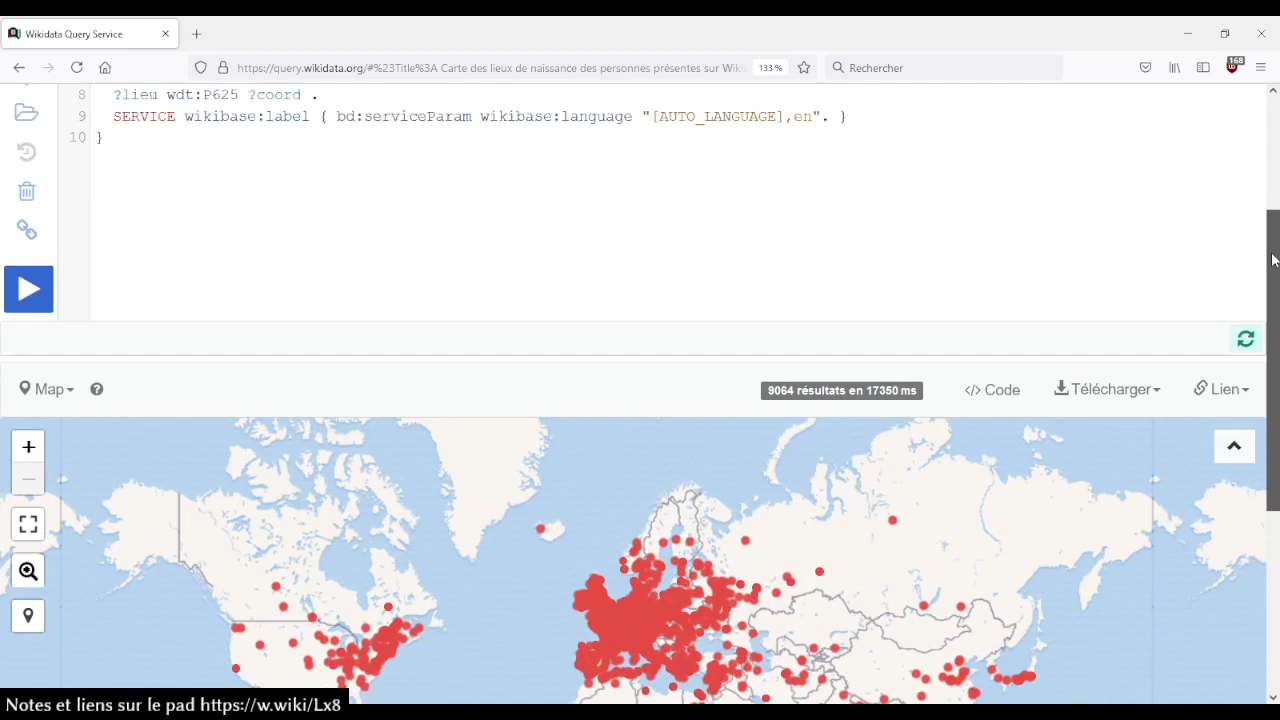 Wikidata Query Service
https://query.wikidata.org/#%23Title%3A Carte des lieux de naissance des personnes présentes sur Wiki
133 %
Rechercher
168
8 ?lieu wdt:P625 ?coord .
9 SERVICE wikibase:label { bd:serviceParam wikibase:language "[AUTO_LANGUAGE],en". }
10 }
Map
9064 résultats en 17350 ms
</> Code
Télécharger
Lien
Notes et liens sur le pad https://w.wiki/Lx8